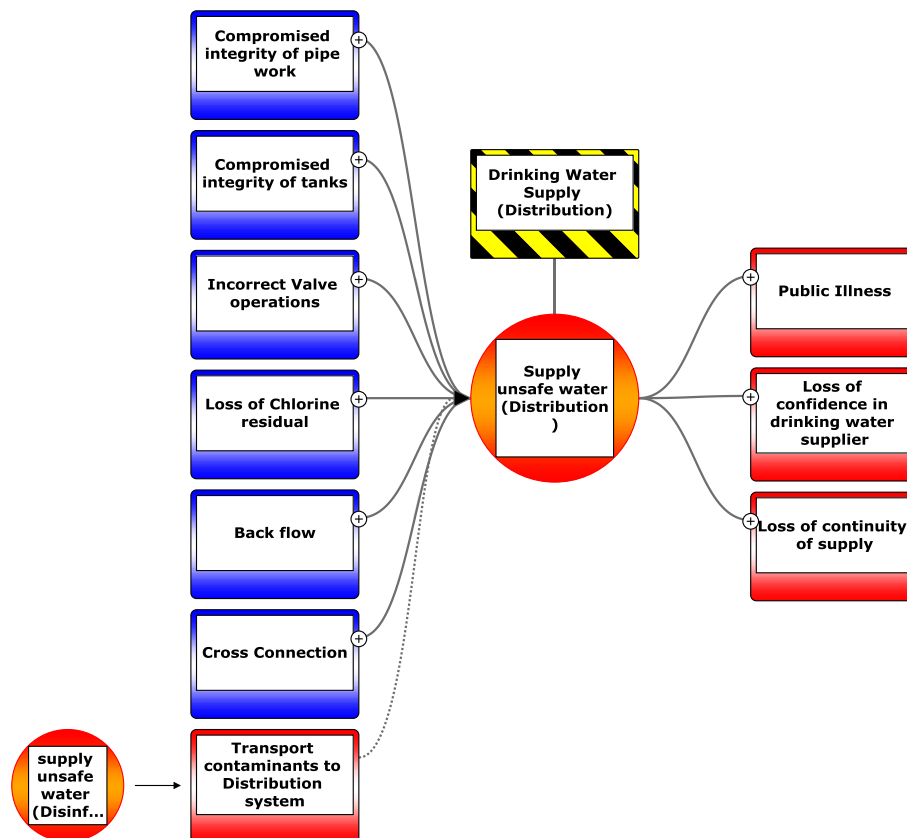 Compromised
integrity of pipe
work
Compromised
integrity of tanks
Incorrect Valve
operations
Loss of Chlorine
residual
Back flow
Cross Connection
Transport
contaminants to
Distribution
system
supply
unsafe
water
(Disinf...
Drinking Water
Supply
(Distribution)
Supply
unsafe water
(Distribution
)
Public Illness
Loss of
confidence in
drinking water
supplier
Loss of continuity
of supply